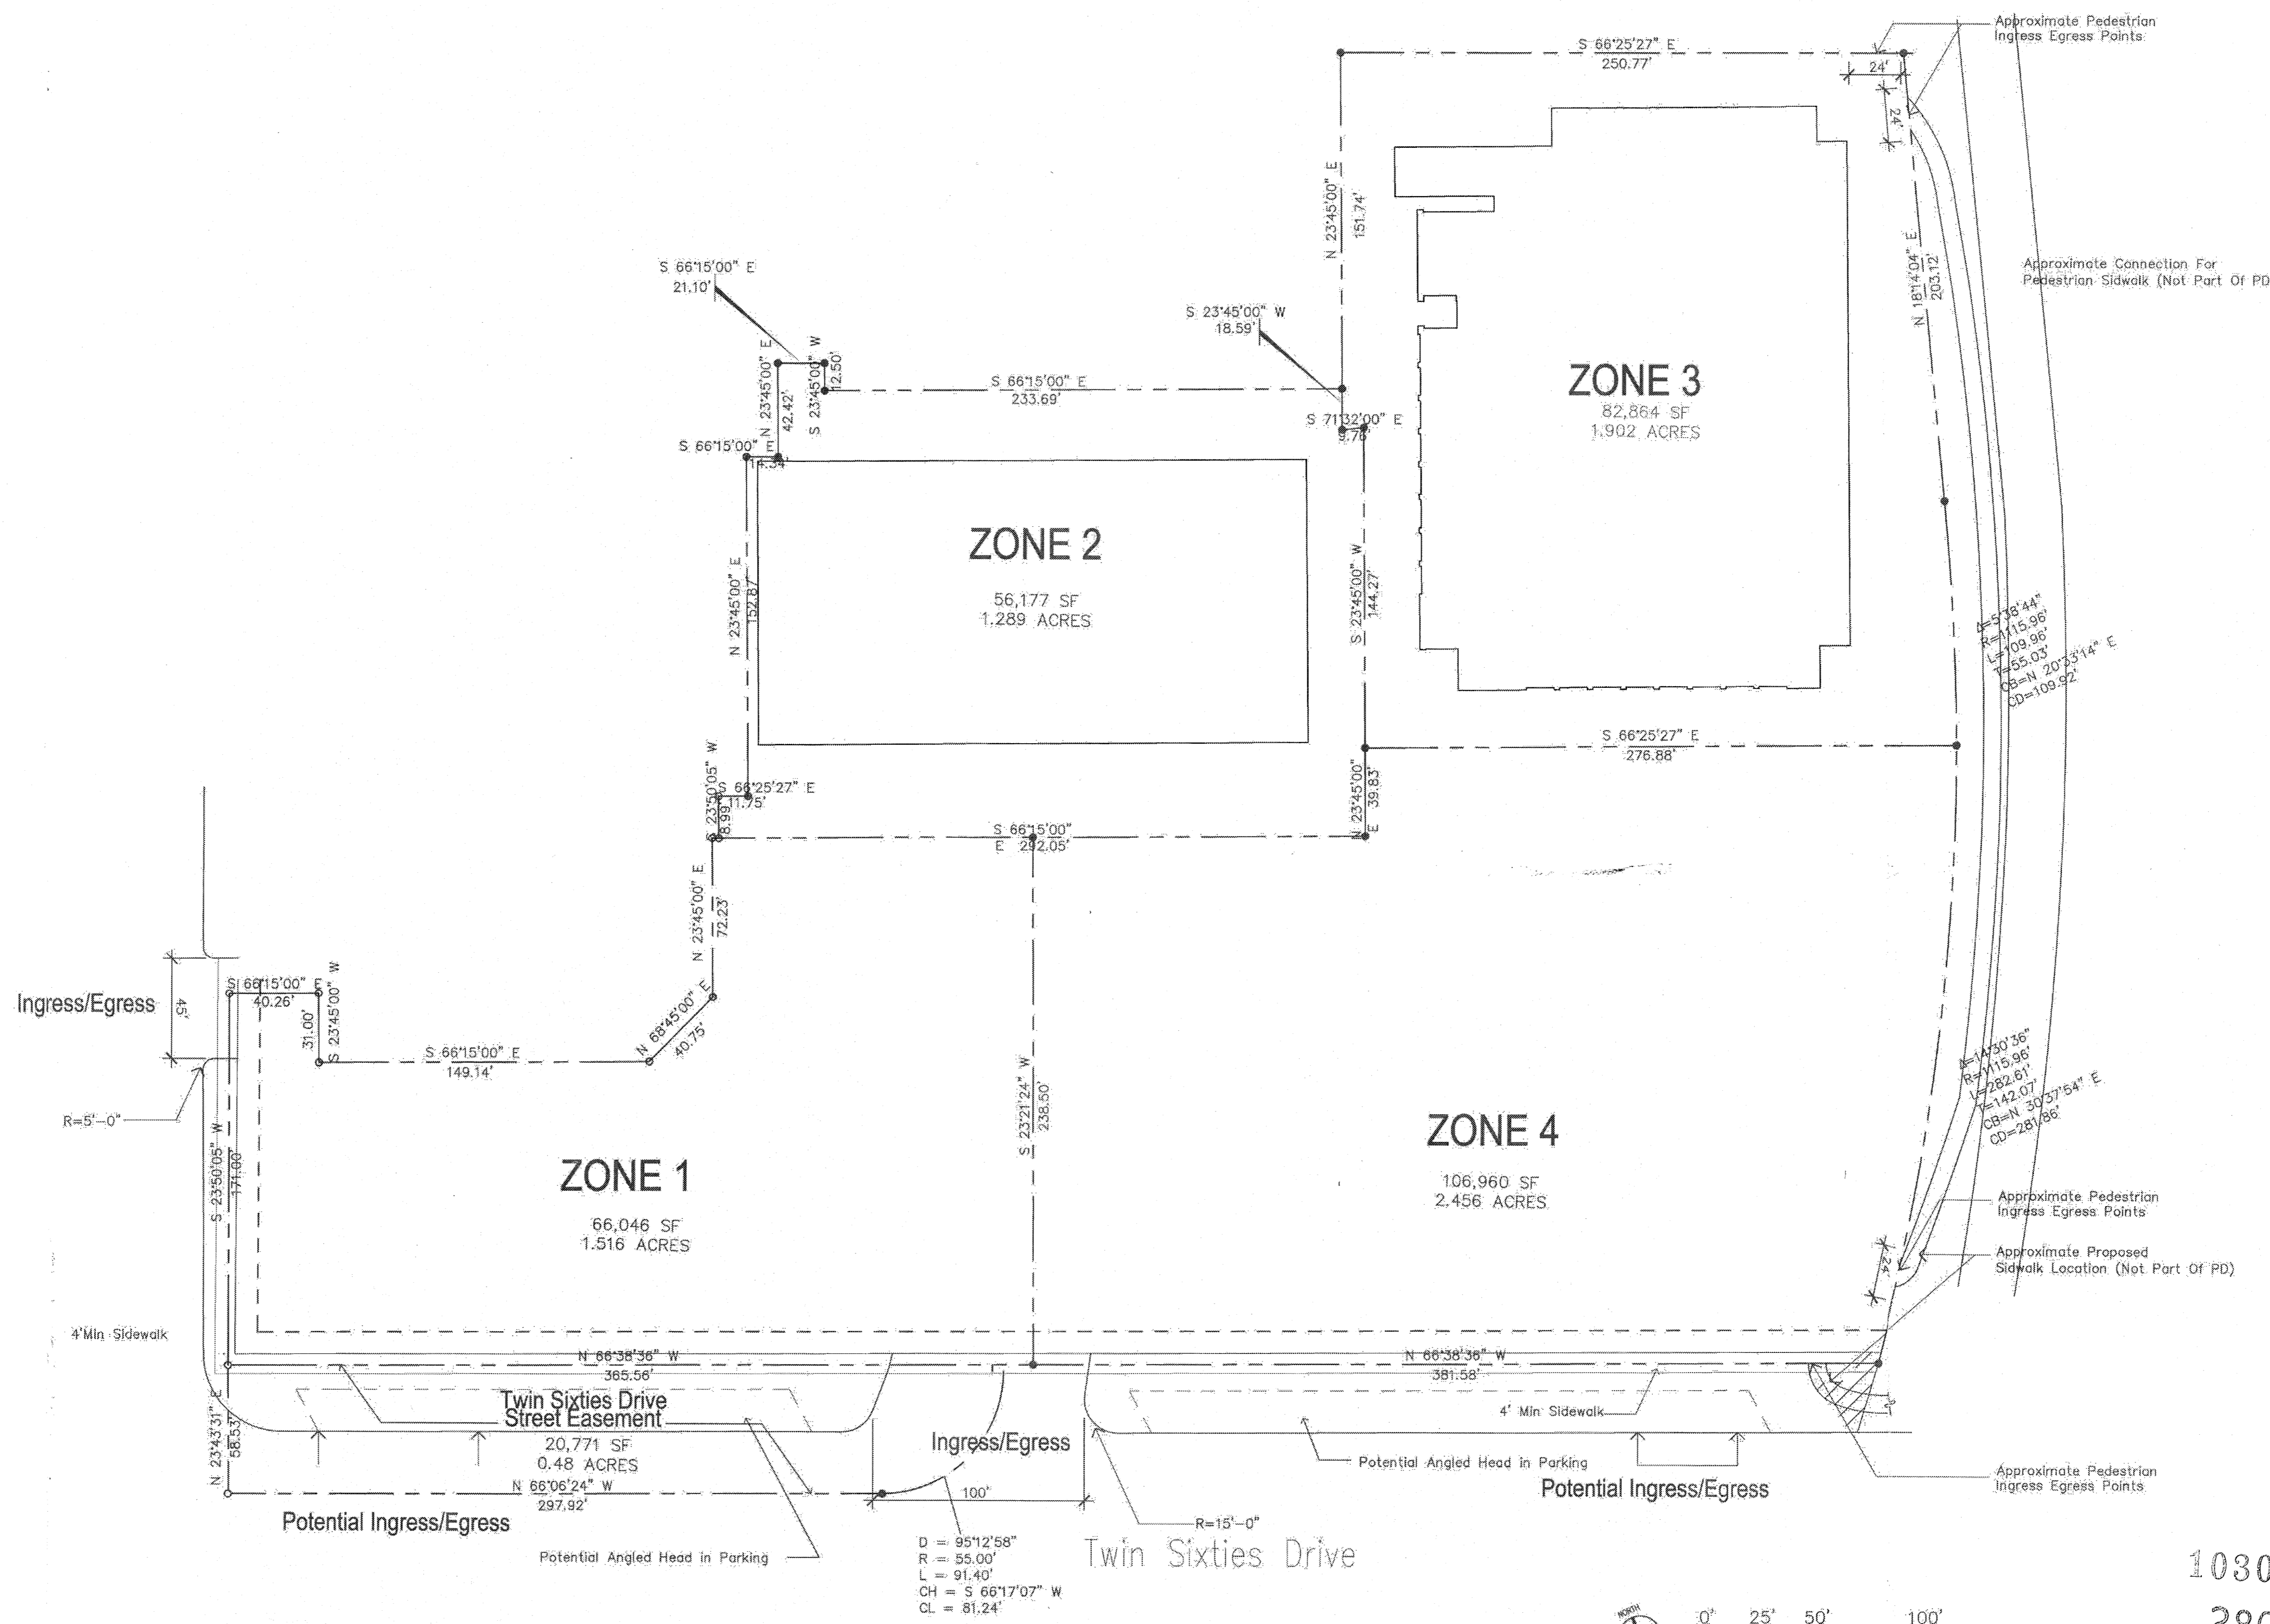 Approximate Pedestrian
Ingress Egress Points
S 66°25'27" E
250.77'
24'
24'
N 23°45'00" E
151.74'
N 18°14'04" E
203.12'
Approximate Connection For
Pedestrian Sidwalk (Not Part Of PD
S 66°15'00" E
21.10'
S 23°45'00" W
18.59'
N 23°45'00" E
42.42'
S 23°45'00" W
12.50'
S 66°15'00" E
233.69'
S 71°32'00" E
9.76'
S 66°15'00" E
14.34'
ZONE 3
82,864 SF
1.902 ACRES
ZONE 2
56,177 SF
1.289 ACRES
N 23°45'00" E
152.87'
S 23°45'00" W
144.27'
Δ=5°38'44"
R=1115.96'
L=109.96'
T=55.03'
CB=N 20°33'14" E
CD=109.92'
S 66°25'27" E
276.88'
S 23°50'05" W
8.99'
S 66°25'27" E
11.75'
N 23°45'00"
E 39.83'
S 66°15'00"
E 292.05'
N 23°45'00" E
72.23'
Ingress/Egress
45'
S 66°15'00" E
40.26'
31.00'
S 23°45'00" W
S 66°15'00" E
149.14'
N 68°45'00" E
40.75'
R=5'-0"
S 23°50'05" W
171.00'
S 23°21'24" W
238.50'
Δ=14°30'36"
R=1115.96'
L=282.61'
T=142.07'
CB=N 30°37'54" E
CD=281.86'
ZONE 1
66,046 SF
1.516 ACRES
ZONE 4
106,960 SF
2.456 ACRES
Approximate Pedestrian
Ingress Egress Points
24'
Approximate Proposed
Sidwalk Location (Not Part Of PD)
4'Min Sidewalk
N 66°38'36" W
365.56'
N 66°38'36" W
381.58'
Twin Sixties Drive
Street Easement
20,771 SF
0.48 ACRES
N 23°43'31" E
58.53'
4' Min Sidewalk
Ingress/Egress
Potential Angled Head in Parking
Potential Ingress/Egress
Approximate Pedestrian
Ingress Egress Points
N 66°06'24" W
297.92'
100'
Potential Ingress/Egress
Potential Angled Head in Parking
R=15'-0"
D = 95°12'58"
R = 55.00'
L = 91.40'
CH = S 66°17'07" W
CL = 81.24'
Twin Sixties Drive
1030
NORTH
0' 25' 50' 100'